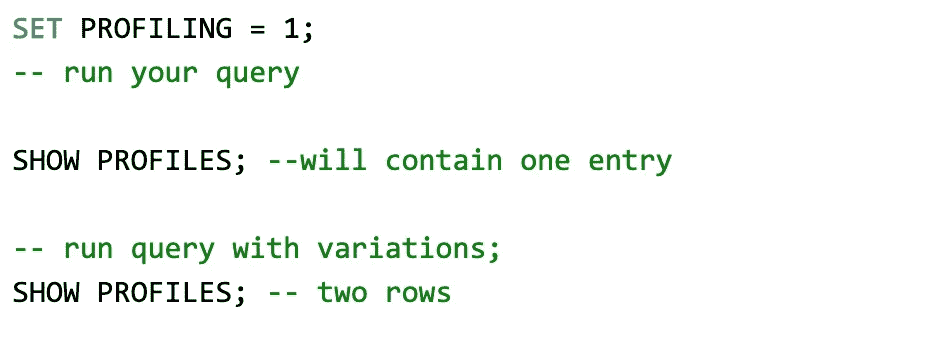 SET PROFILING = 1;
-- run your query
SHOW PROFILES; --will contain one entry
-- run query with variations;
SHOW PROFILES; -- two rows